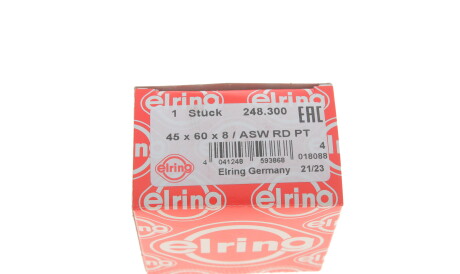 elring
elring
1 Stück 248.300 EAC
45 x 60 x 8 / ASW RD PT
4 041248 593868 4
018088
elring Elring Germany 21/23
elring